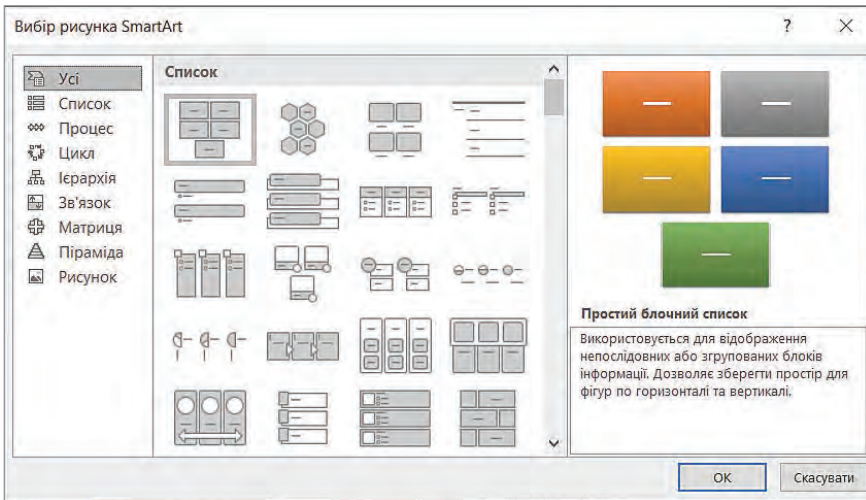 Вибір рисунка SmartArt
?
Усі
Список
Процес
Цикл
Ієрархія
Зв'язок
Матриця
Піраміда
Рисунок
Список
Простий блочний список
Використовується для відображення
непослідовних або згрупованих блоків
інформації. Дозволяє зберегти простір для
фігур по горизонталі та вертикалі.
ОК
Скасувати